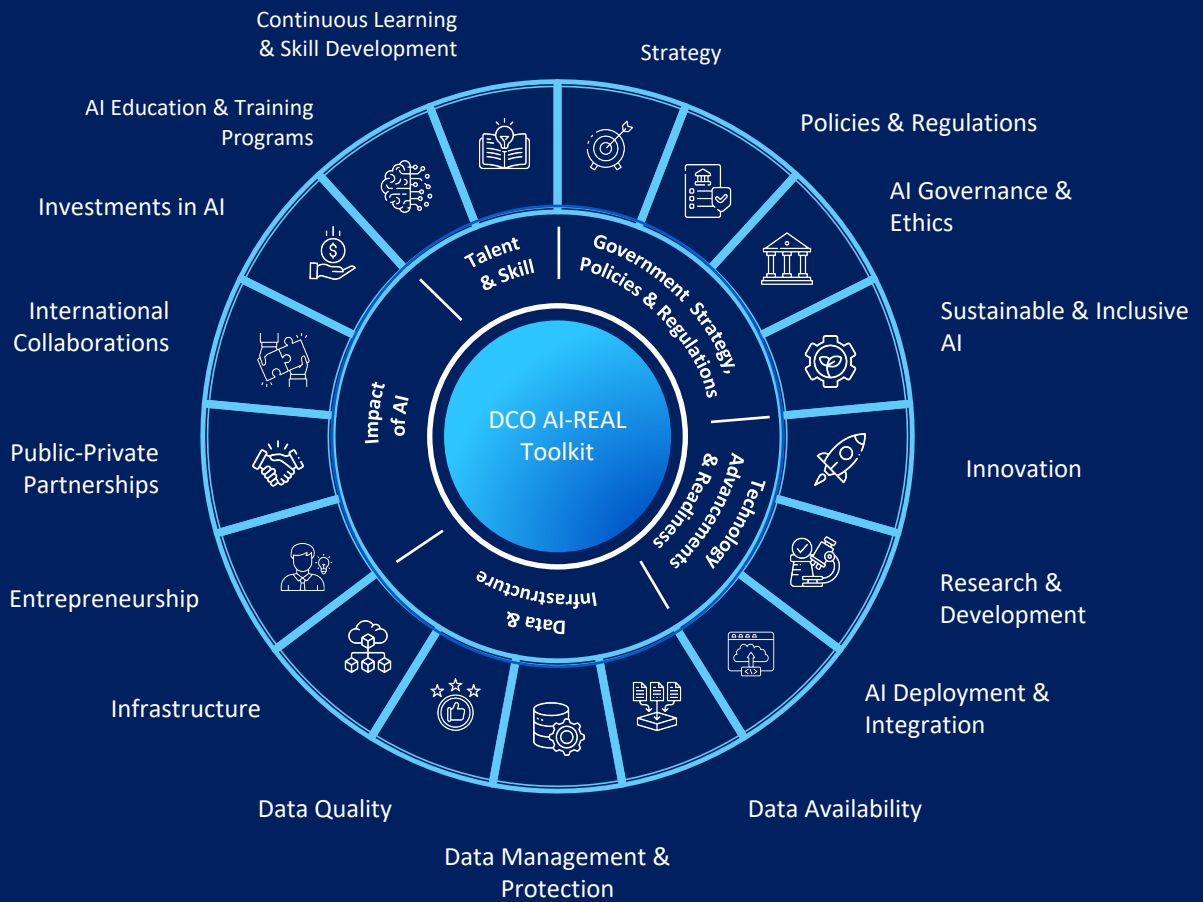 Continuous Learning
& Skill Development
Strategy
AI Education & Training
Programs
Policies & Regulations
Investments in AI
AI Governance &
Ethics
International
Collaborations
Sustainable & Inclusive
AI
Public-Private
Partnerships
Innovation
Entrepreneurship
Research &
Development
Infrastructure
AI Deployment &
Integration
Data Quality
Data Availability
Data Management &
Protection
Talent
& Skill
Government Strategy,
Policies & Regulations
Impact
of AI
Technology
Advancements
& Readiness
Data &
Infrastructure
DCO AI-REAL
Toolkit